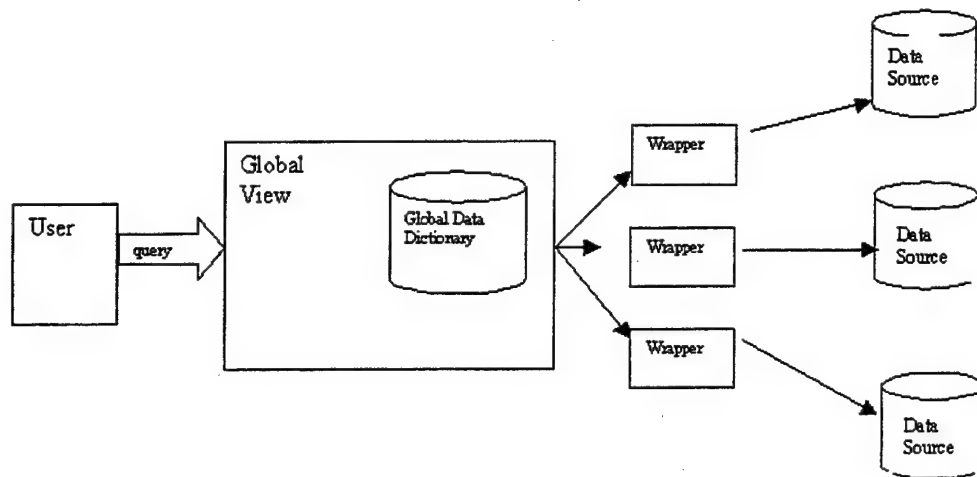 User
query
Global
View
Global Data
Dictionary
Wrapper
Wrapper
Wrapper
Data
Source
Data
Source
Data
Source